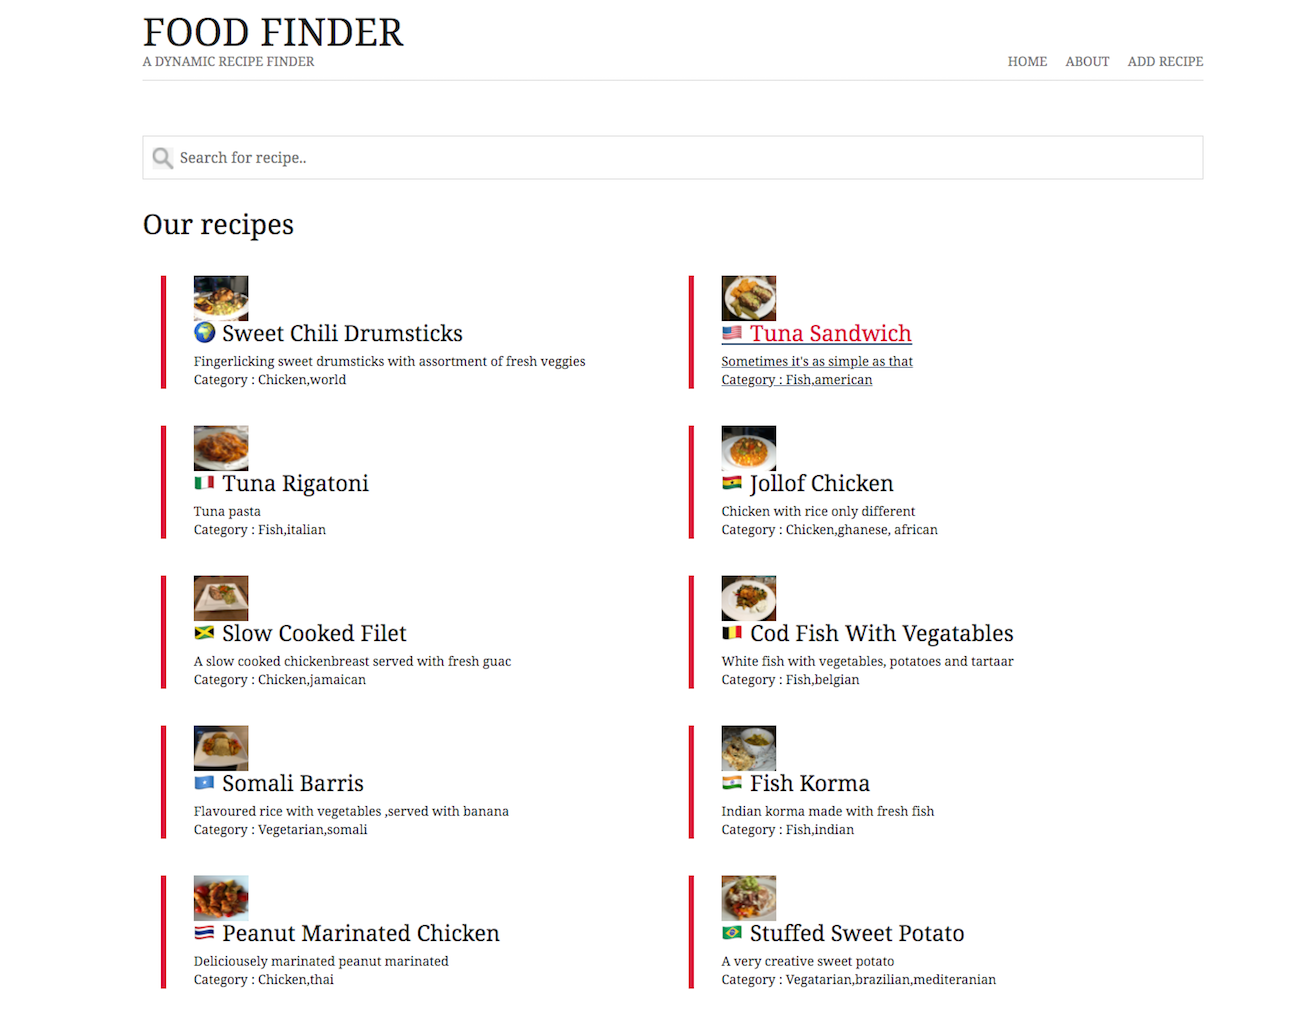 FOOD FINDER
A DYNAMIC RECIPE FINDER
HOME ABOUT ADD RECIPE
Search for recipe..
Our recipes
Sweet Chili Drumsticks
Fingerlicking sweet drumsticks with assortment of fresh veggies
Category : Chicken,world
Tuna Sandwich
Sometimes it's as simple as that
Category : Fish,american
Tuna Rigatoni
Tuna pasta
Category : Fish,italian
Jollof Chicken
Chicken with rice only different
Category : Chicken,ghanese, african
Slow Cooked Filet
A slow cooked chickenbreast served with fresh guac
Category : Chicken,jamaican
Cod Fish With Vegatables
White fish with vegetables, potatoes and tartaar
Category : Fish,belgian
Somali Barris
Flavoured rice with vegetables ,served with banana
Category : Vegetarian,somali
Fish Korma
Indian korma made with fresh fish
Category : Fish,indian
Peanut Marinated Chicken
Deliciousely marinated peanut marinated
Category : Chicken,thai
Stuffed Sweet Potato
A very creative sweet potato
Category : Vegatarian,brazilian,mediteranian